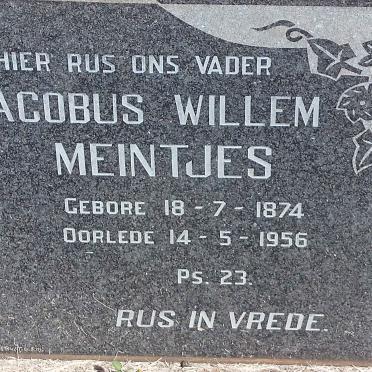 HIER RUS ONS VADER
JACOBUS WILLEM
MEINTJES
GEBORE 18-7-1874
OORLEDE 14-5-1956
Ps. 23.
RUS IN VREDE.